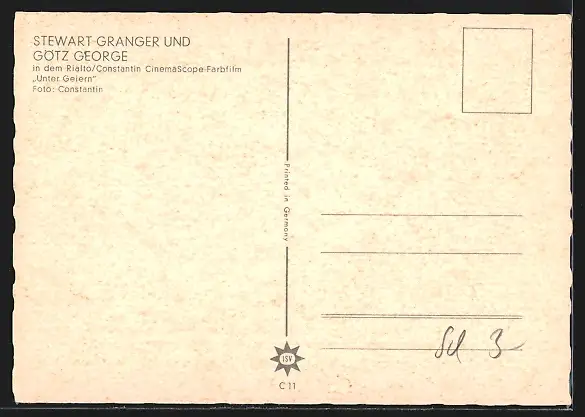 STEWART GRANGER UND
GÖTZ GEORGE
in dem Rialto/Constantin CinemaScope-Farbfilm
„Unter Geiern“
Foto: Constantin
Printed in Germany
ISV
C 11
3